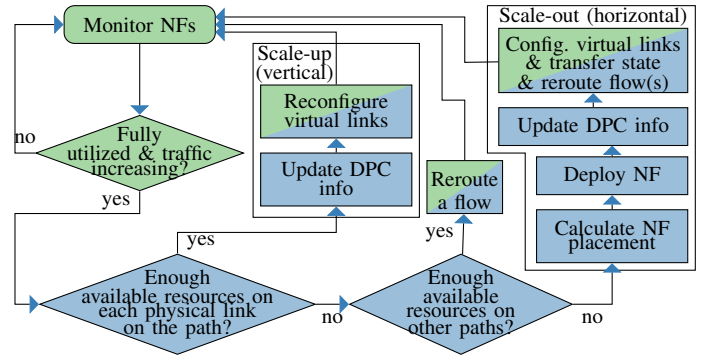 Monitor NFs
Scale-out (horizontal)
Config. virtual links
& transfer state
& reroute flow(s)
Scale-up
(vertical)
Reconfigure
virtual links
Update DPC info
no
Fully
utilized & traffic
increasing?
Update DPC
info
Reroute
a flow
Deploy NF
yes
Calculate NF
placement
yes
yes
Enough
available resources on
each physical link
on the path?
no
Enough
available
resources on
other paths?
no